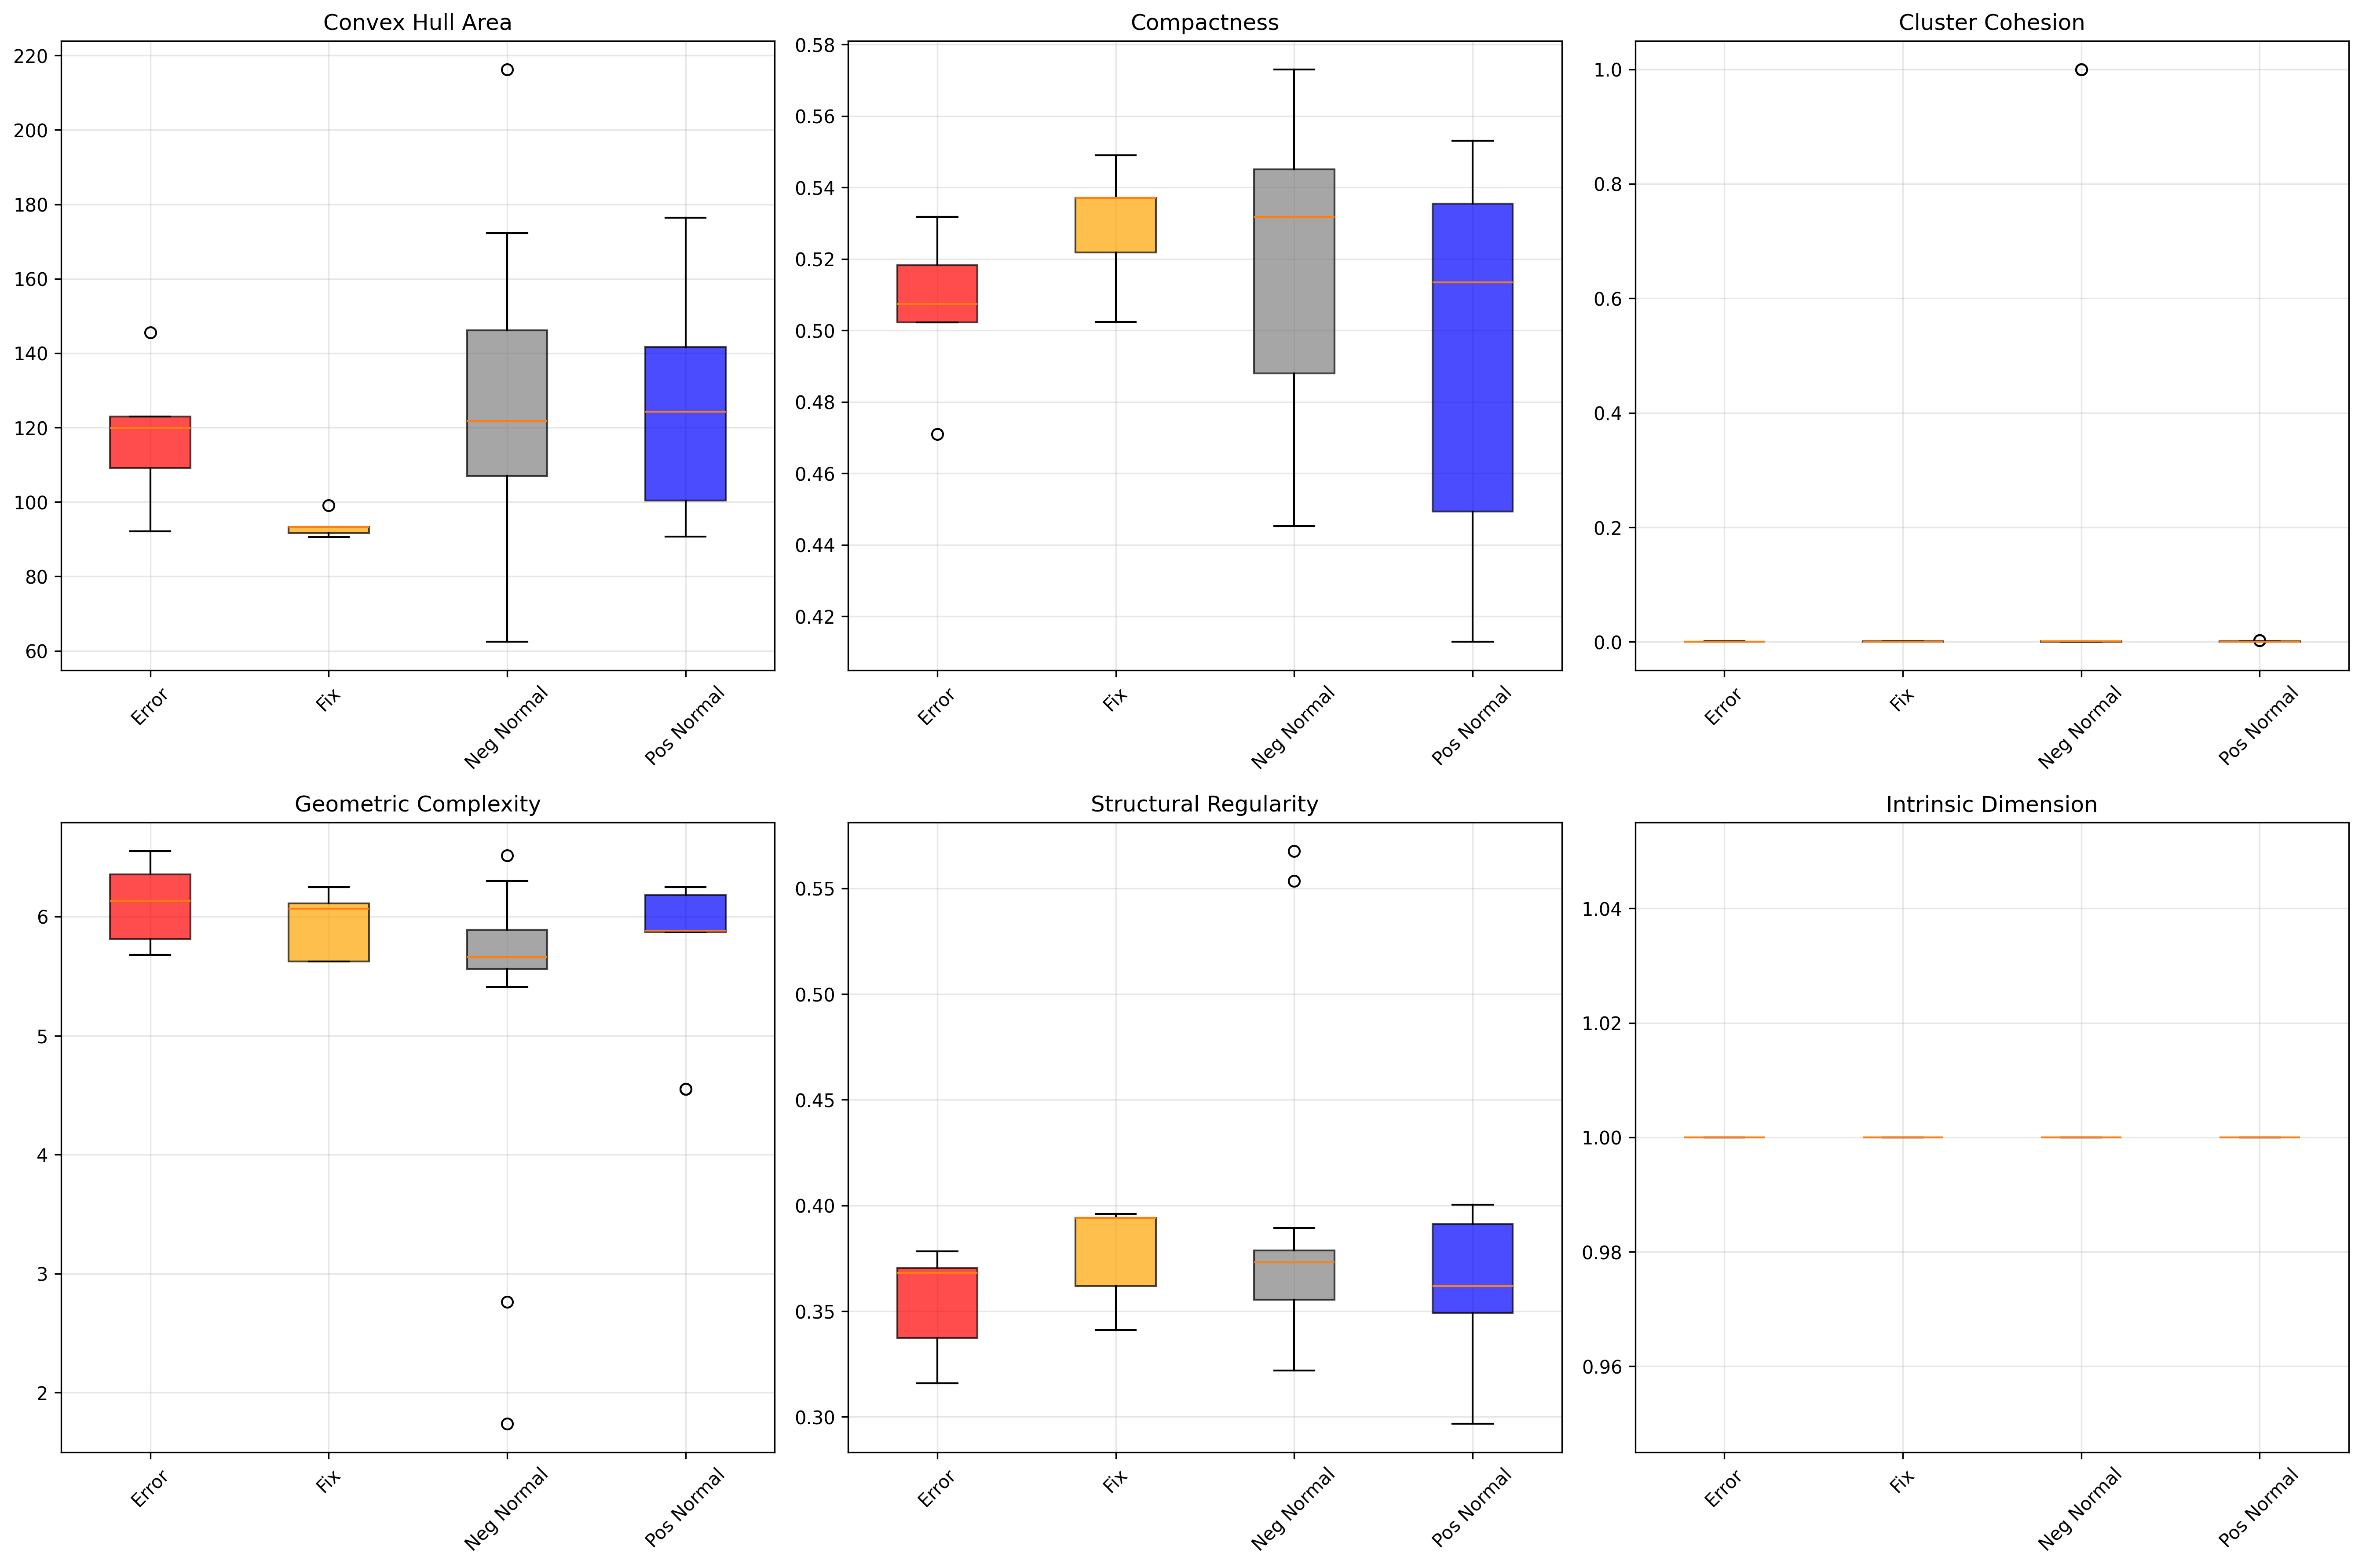 Convex Hull Area
220
200
180
160
140
120
100
80
60
Error
Fix
Neg Normal
Pos Normal
Compactness
0.58
0.56
0.54
0.52
0.50
0.48
0.46
0.44
0.42
Error
Fix
Neg Normal
Pos Normal
Cluster Cohesion
1.0
0.8
0.6
0.4
0.2
0.0
Error
Fix
Neg Normal
Pos Normal
Geometric Complexity
6
5
4
3
2
Error
Fix
Neg Normal
Pos Normal
Structural Regularity
0.55
0.50
0.45
0.40
0.35
0.30
Error
Fix
Neg Normal
Pos Normal
Intrinsic Dimension
1.04
1.02
1.00
0.98
0.96
Error
Fix
Neg Normal
Pos Normal